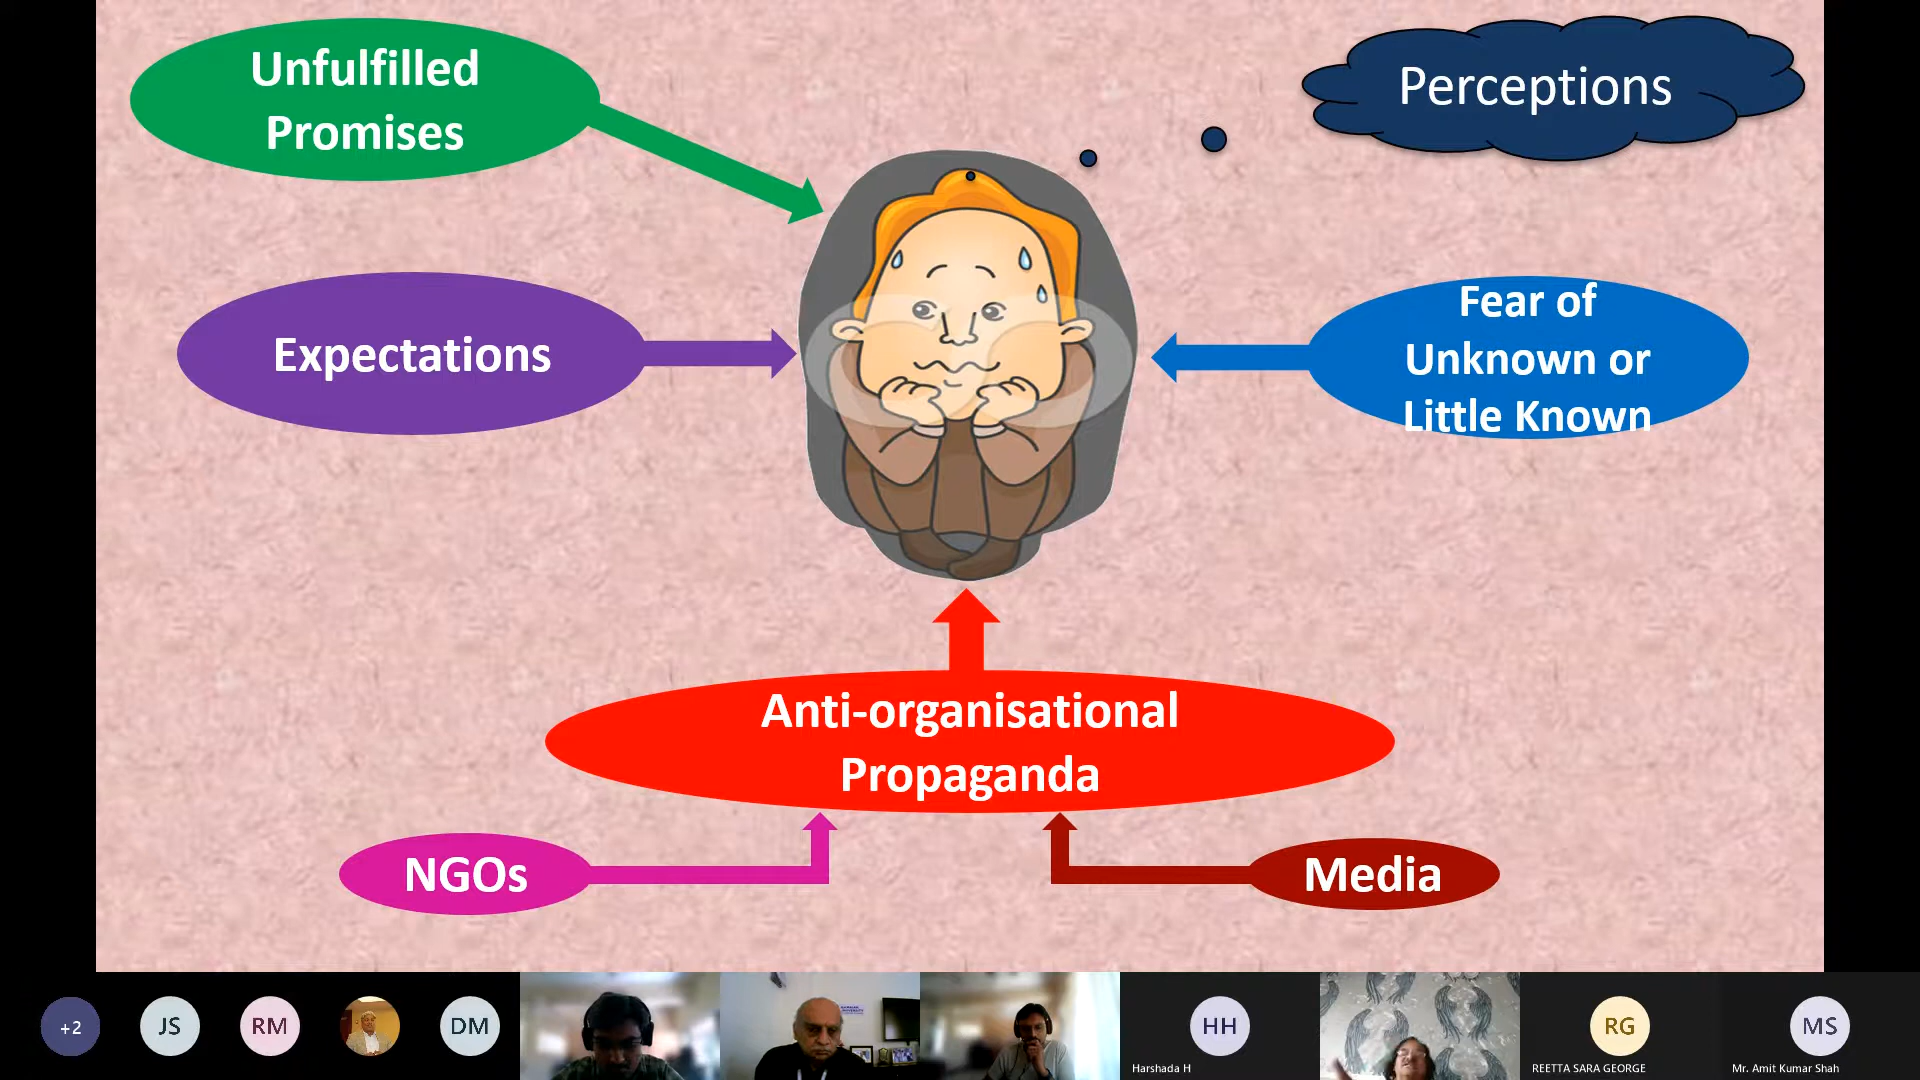 Unfulfilled
Promises
Perceptions
Expectations
Fear of
Unknown or
Little Known
Anti-organisational
Propaganda
NGOs
Media
+2
JS
RM
DM
HH
Harshada H
RG
REETTA SARA GEORGE
MS
Mr. Amit Kumar Shah